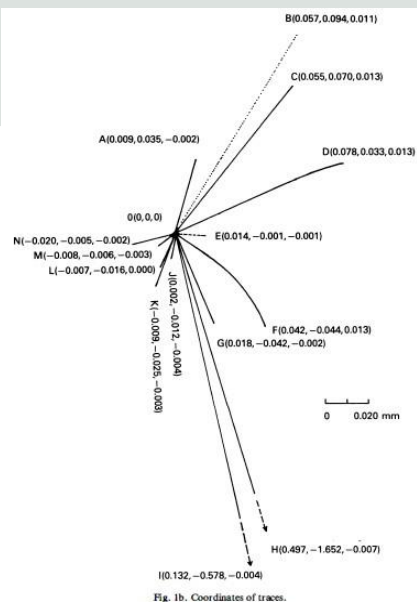 B(0.057,0.094,0.011)
C(0.055,0.070,0.013)
A(0.009,0.035,-0.002)
D(0.078,0.033,0.013)
0(0,0,0)
E(0.014,-0.001,-0.001)
N(-0.020,-0.005,-0.002)
M(-0.008,-0.006,-0.003)
L(-0.007,-0.016,0.000)
J(0.002,-0.012,-0.004)
K(-0.009,-0.025,-0.003)
F(0.042,-0.044,0.013)
G(0.018,-0.042,-0.002)
0 0.020 mm
H(0.497,-1.652,-0.007)
I(0.132,-0.578,-0.004)
Fig. 1b. Coordinates of traces.